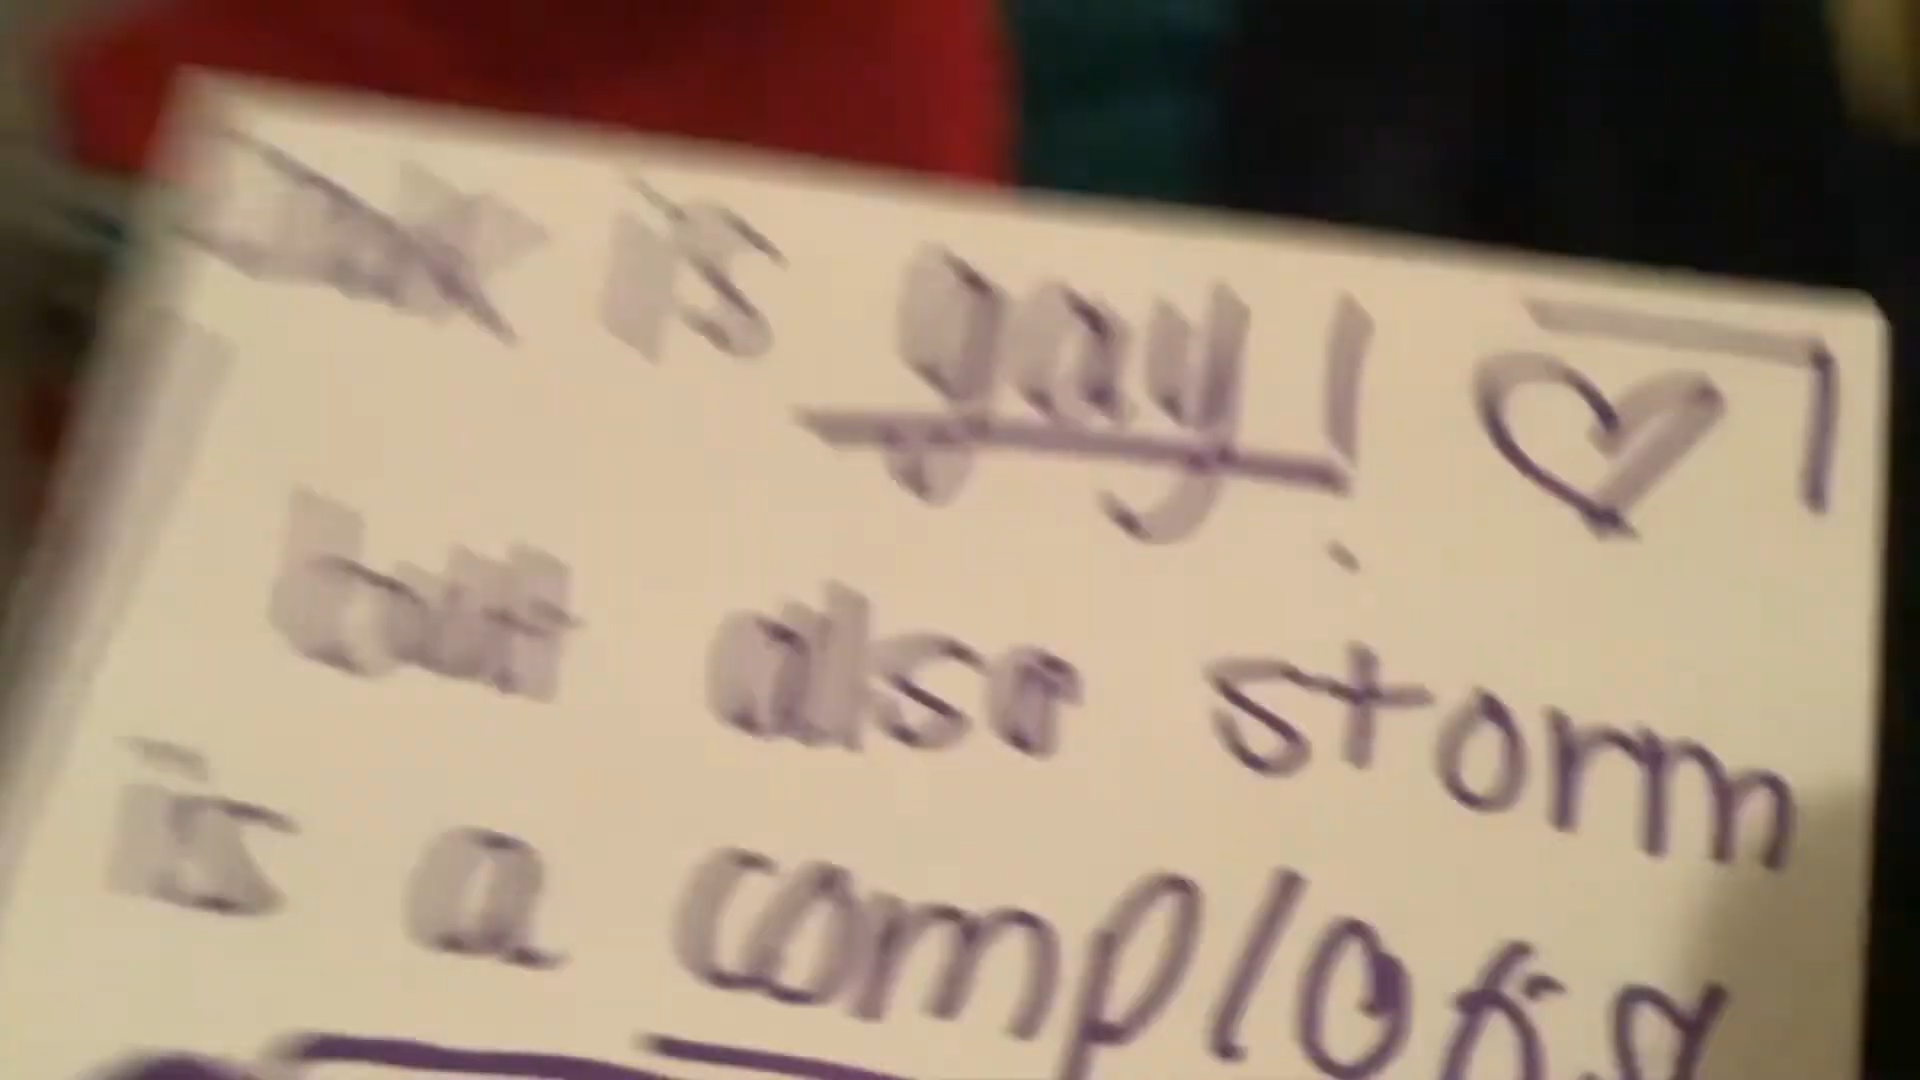 is gay! ♡
but also storm
is a